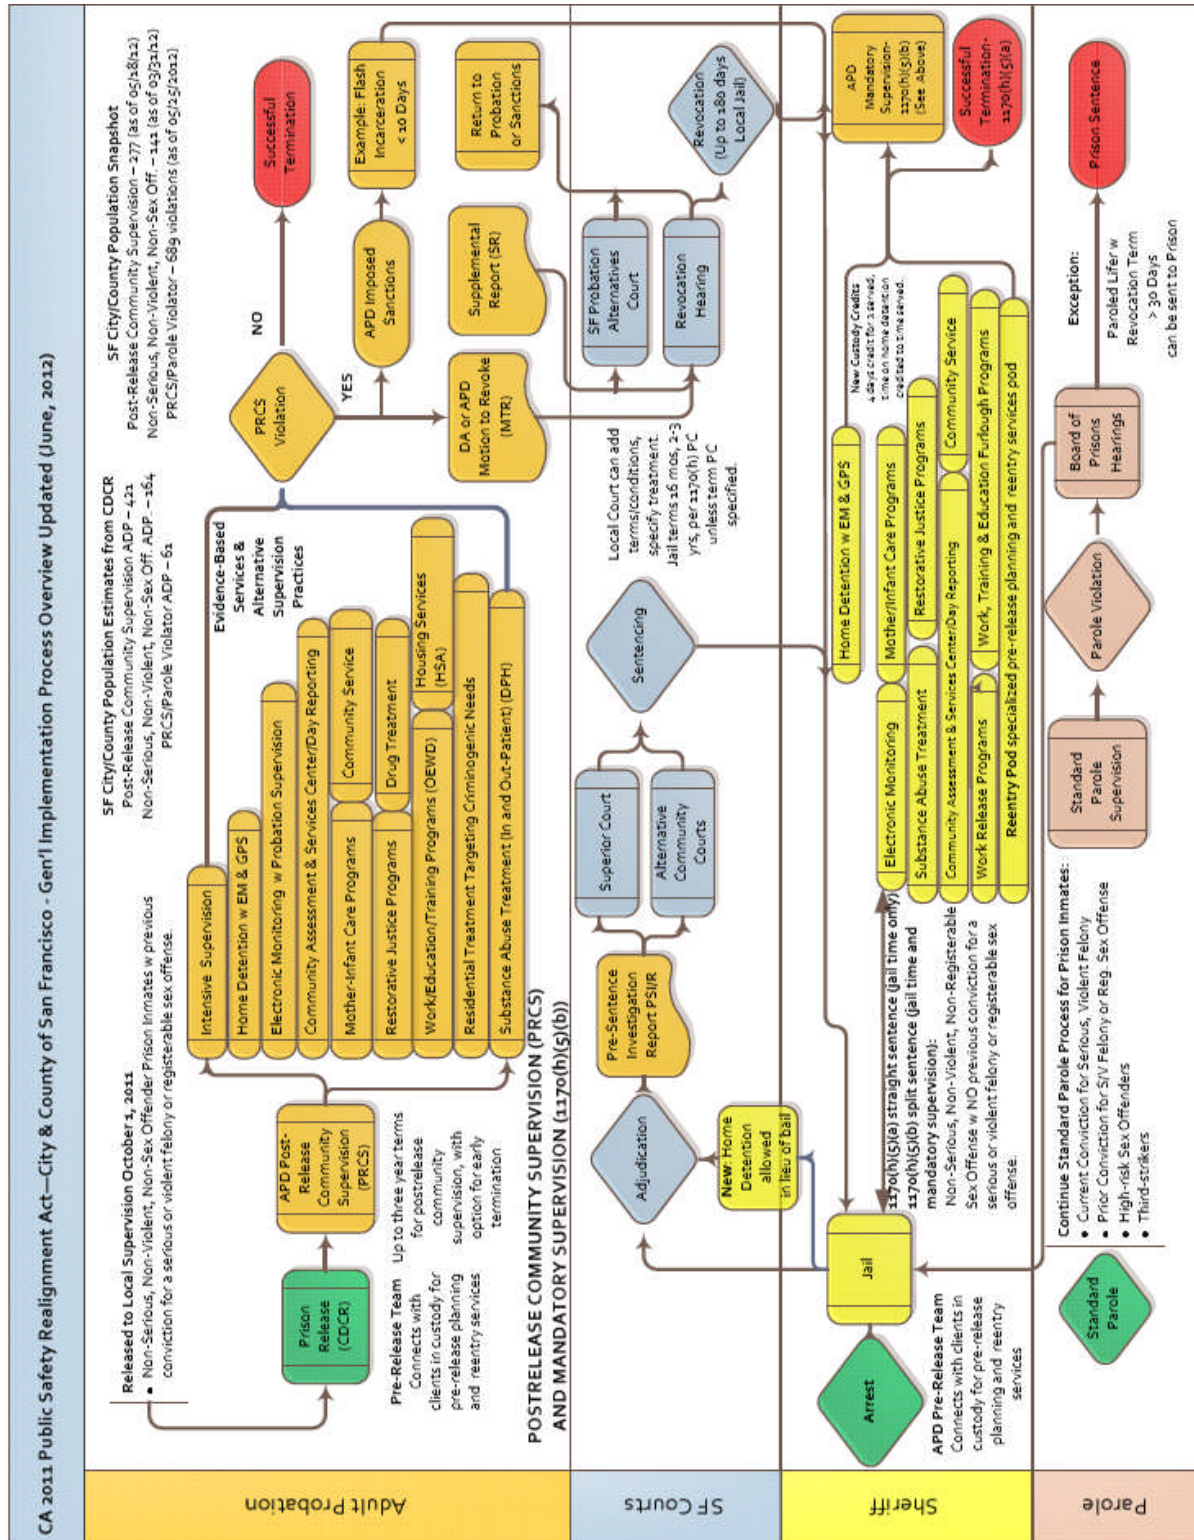 CA 2011 Public Safety Realignment Act—City & County of San Francisco - Gen'l Implementation Process Overview Updated (June, 2012)
Released to Local Supervision October 1, 2011
• Non-Serious, Non-Violent, Non-Sex Offender Prison Inmates w previous
conviction for a serious or violent felony or registerable sex offense.
SF City/County Population Estimates from CDCR
Post-Release Community Supervision ADP – 421
Non-Serious, Non-Violent, Non-Sex Off. ADP. – 164
PRCS/Parole Violator ADP – 61
SF City/County Population Snapshot
Post-Release Community Supervision – 277 (as of 05/18/12)
Non-Serious, Non-Violent, Non-Sex Off. – 141 (as of 03/31/12)
PRCS/Parole Violator – 689 violations (as of 05/25/2012)
Adult Probation
Prison
Release
(CDCR)
APD Post-
Release
Community
Supervision
(PRCS)
Pre-Release Team
Connects with
clients in custody for
pre-release planning
and reentry services
Up to three year terms
for postrelease
community
supervision, with
option for early
termination
Intensive Supervision
Home Detention w EM & GPS
Electronic Monitoring w Probation Supervision
Community Assessment & Services Center/Day Reporting
Mother-Infant Care Programs
Community Service
Restorative Justice Programs
Drug Treatment
Work/Education/Training Programs (OEWD)
Housing Services
(HSA)
Residential Treatment Targeting Criminogenic Needs
Substance Abuse Treatment (In and Out-Patient) (DPH)
Evidence-Based
Services &
Alternative
Supervision
Practices
PRCS
Violation
NO
YES
Successful
Termination
APD Imposed
Sanctions
Example: Flash
Incarceration
< 10 Days
DA or APD
Motion to Revoke
(MTR)
Supplemental
Report (SR)
Return to
Probation
or Sanctions
POSTRELEASE COMMUNITY SUPERVISION (PRCS)
AND MANDATORY SUPERVISION (1170(h)(5)(b))
SF Courts
Adjudication
Pre-Sentence
Investigation
Report PSI/R
Superior Court
Alternative
Community
Courts
Sentencing
Local Court can add
terms/conditions,
specify treatment.
Jail terms 16 mos, 2-3
yrs, per 1170(h) PC
unless term PC
specified.
SF Probation
Alternatives
Court
Revocation
Hearing
Revocation
(Up to 180 days
Local Jail)
New: Home
Detention
allowed
in lieu of bail
Sheriff
Arrest
Jail
APD Pre-Release Team
Connects with clients in
custody for pre-release
planning and reentry
services
1170(h)(5)(a) straight sentence (jail time only)
1170(h)(5)(b) split sentence (jail time and
mandatory supervision):
Non-Serious, Non-Violent, Non-Registerable
Sex Offense w NO previous conviction for a
serious or violent felony or registerable sex
offense.
Home Detention w EM & GPS
Electronic Monitoring
Mother/Infant Care Programs
Substance Abuse Treatment
Restorative Justice Programs
Community Assessment & Services Center/Day Reporting
Community Service
Work Release Programs
Work, Training & Education Furlough Programs
Reentry Pod specialized pre-release planning and reentry services pod
New Custody Credits
4 days credit for 2 served,
time on home detention
credited to time served.
APD
Mandatory
Supervision-
1170(h)(5)(b)
(See Above)
Successful
Termination-
1170(h)(5)(a)
Parole
Standard
Parole
Continue Standard Parole Process for Prison Inmates:
• Current Conviction for Serious, Violent Felony
• Prior Conviction for S/V Felony or Reg. Sex Offense
• High-risk Sex Offenders
• Third-strikers
Standard
Parole
Supervision
Parole Violation
Board of
Prisons
Hearings
Exception:
Paroled Lifer w
Revocation Term
> 30 Days
can be sent to Prison
Prison Sentence